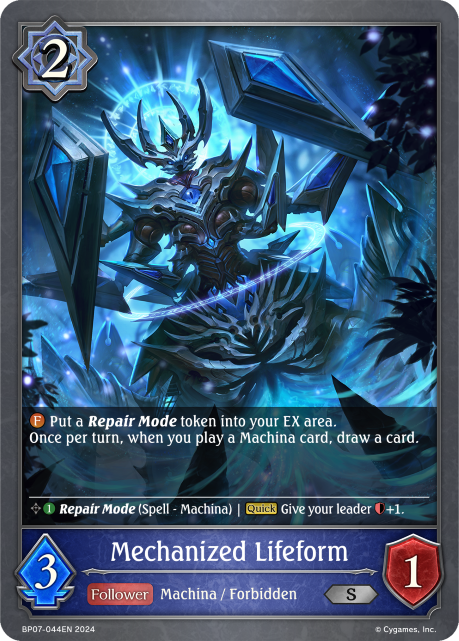 2
F Put a Repair Mode token into your EX area.
Once per turn, when you play a Machina card, draw a card.
1 Repair Mode (Spell - Machina) | Quick Give your leader +1.
Mechanized Lifeform
3
Follower Machina / Forbidden S
1
BP07-044EN 2024 © Cygames, Inc.